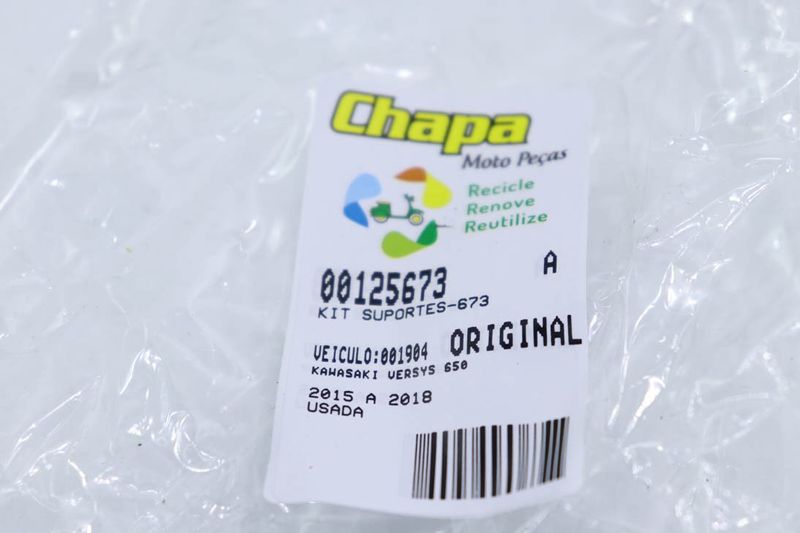 Chapa
Moto Peças
Recicle
Renove
Reutilize
A
00125673
KIT SUPORTES-673
VEICULO:001904 ORIGINAL
KAWASAKI VERSYS 650
2015 A 2018
USADA